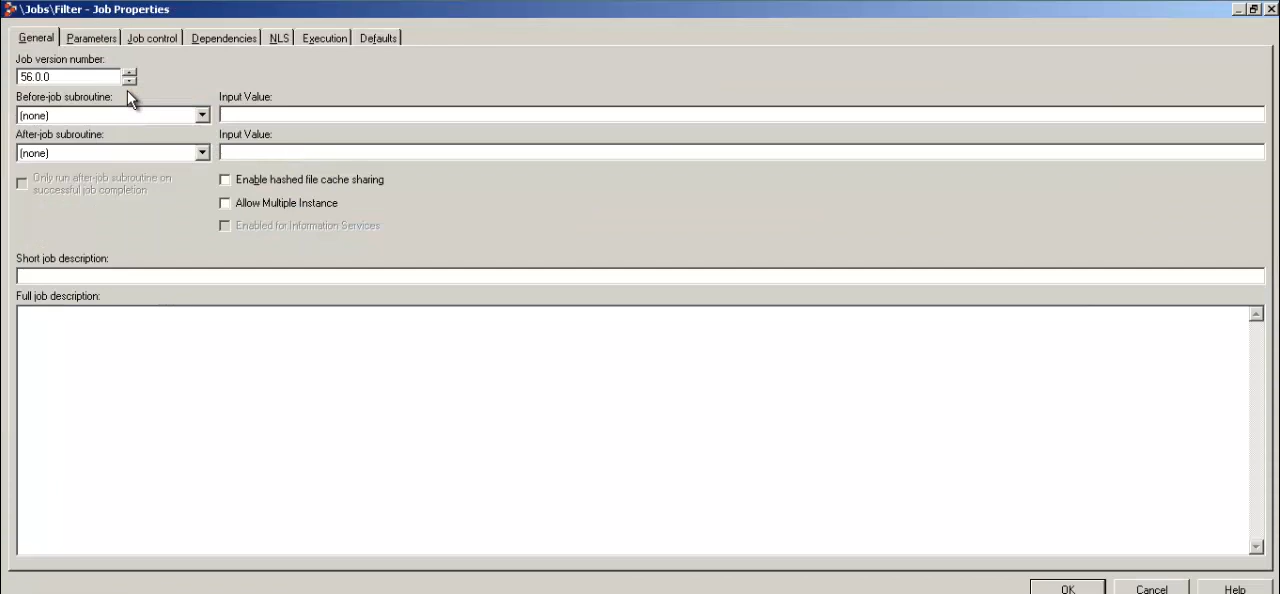 \Jobs\Filter - Job Properties
General Parameters Job control Dependencies NLS Execution Defaults
Job version number:
56.0.0
Before-job subroutine: Input Value:
(none)
After-job subroutine: Input Value:
(none)
Only run after-job subroutine on
successful job completion
Enable hashed file cache sharing
Allow Multiple Instance
Enabled for Information Services
Short job description:
Full job description:
OK Cancel Help